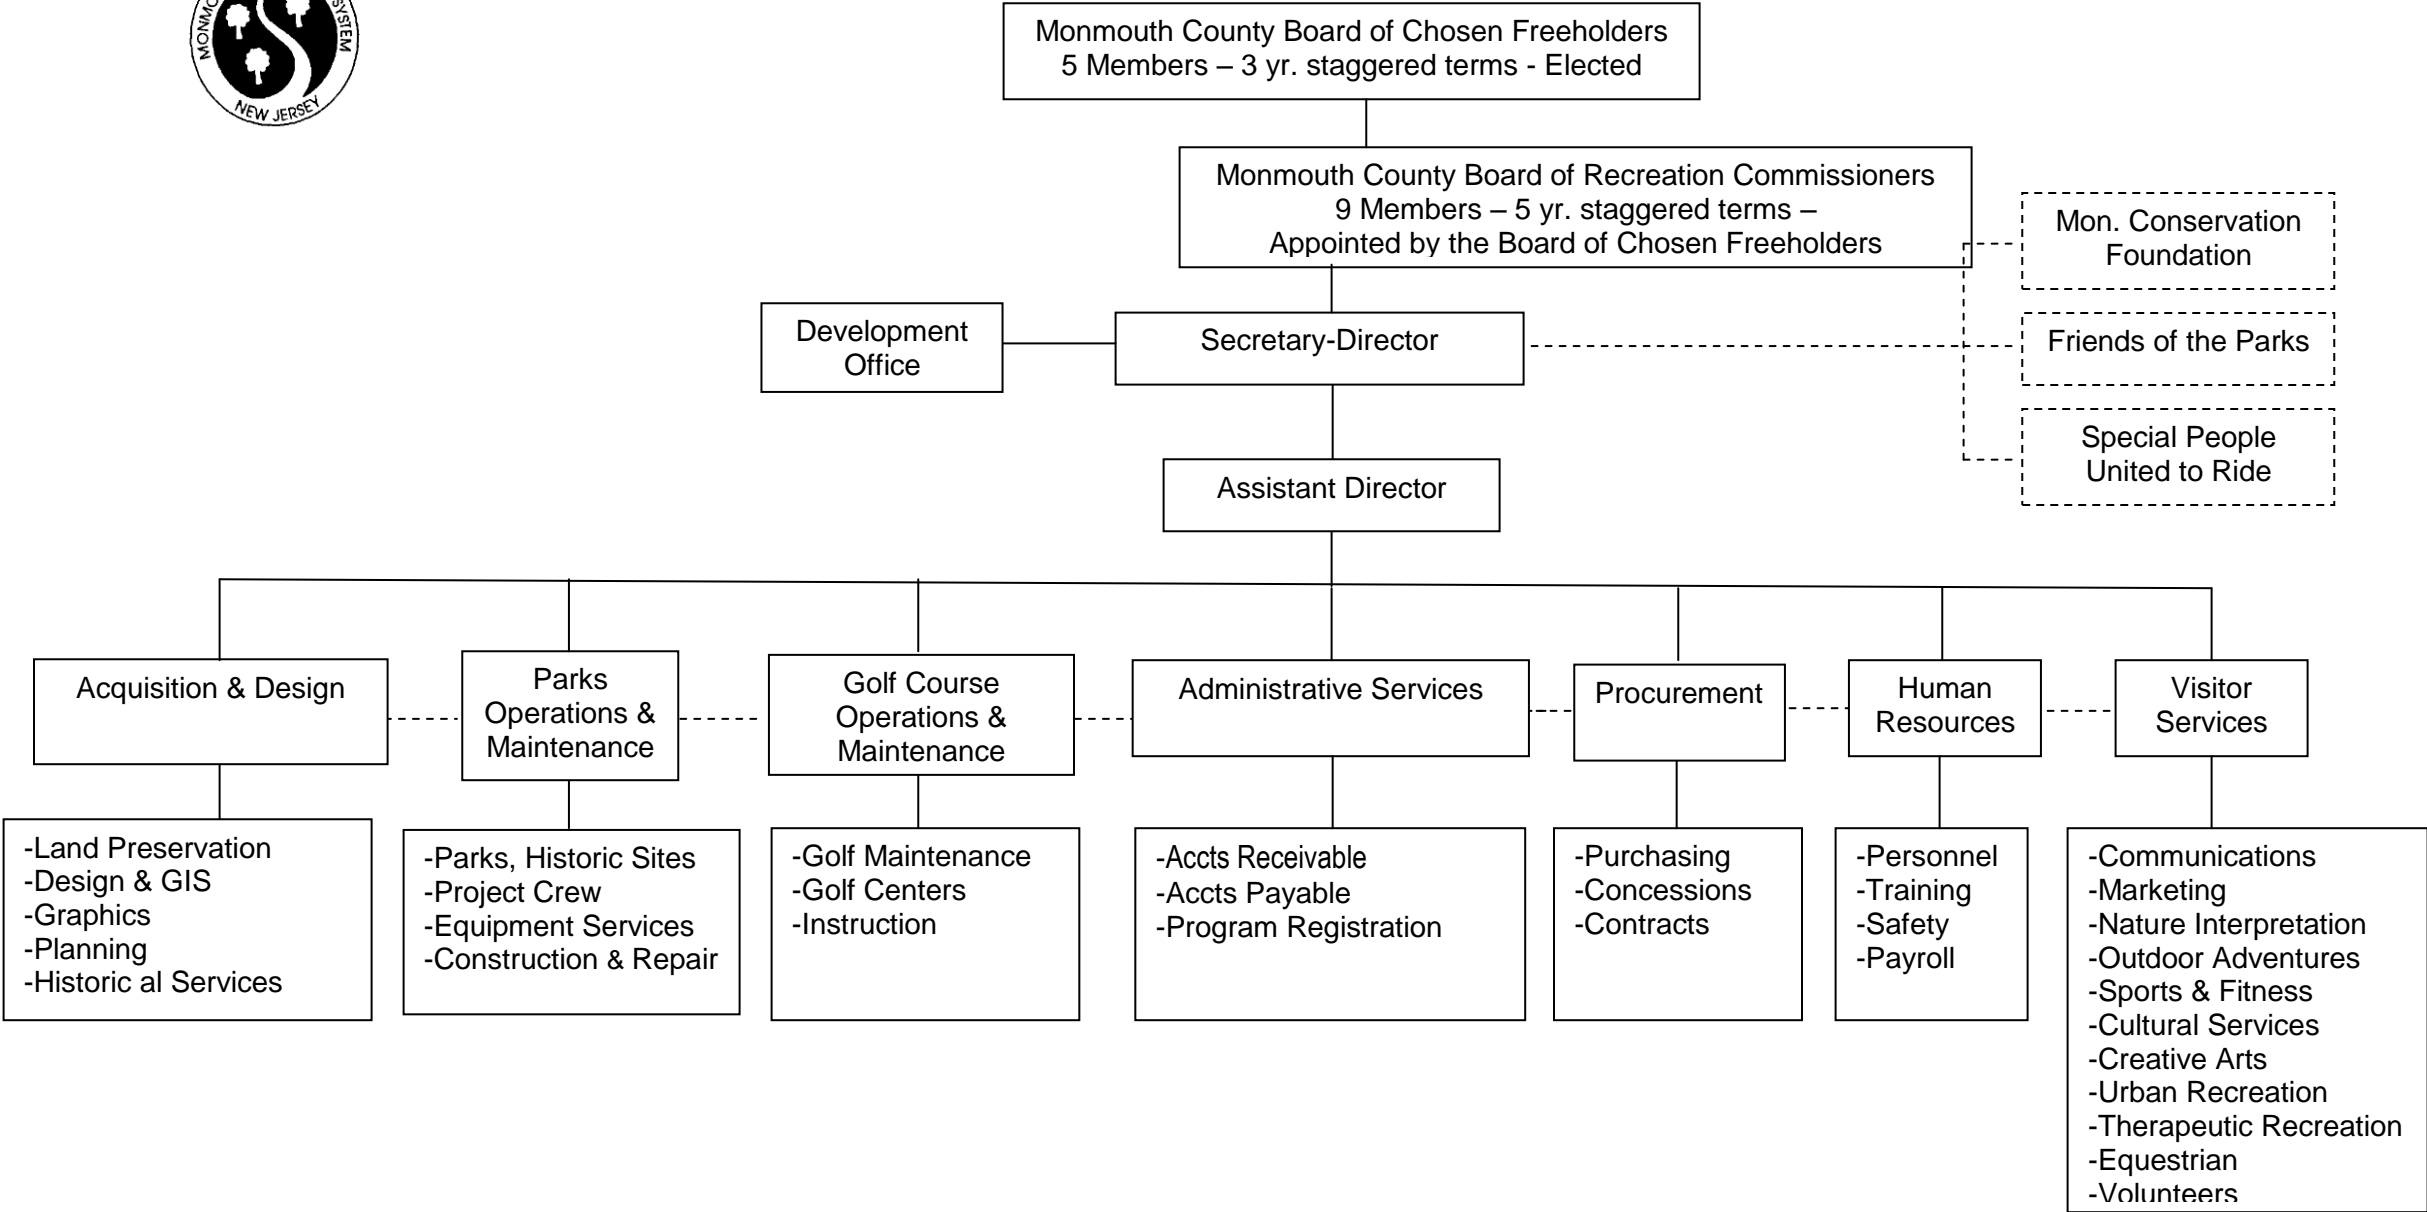 SYSTEM
NEW JERSEY
Monmouth County Board of Chosen Freeholders
5 Members – 3 yr. staggered terms - Elected
Monmouth County Board of Recreation Commissioners
9 Members – 5 yr. staggered terms –
Appointed by the Board of Chosen Freeholders
Mon. Conservation
Foundation
Development
Office
Secretary-Director
Friends of the Parks
Special People
United to Ride
Assistant Director
Acquisition & Design
Parks
Operations &
Maintenance
Golf Course
Operations &
Maintenance
Administrative Services
Procurement
Human
Resources
Visitor
Services
-Land Preservation
-Design & GIS
-Graphics
-Planning
-Historic al Services
-Parks, Historic Sites
-Project Crew
-Equipment Services
-Construction & Repair
-Golf Maintenance
-Golf Centers
-Instruction
-Accts Receivable
-Accts Payable
-Program Registration
-Purchasing
-Concessions
-Contracts
-Personnel
-Training
-Safety
-Payroll
-Communications
-Marketing
-Nature Interpretation
-Outdoor Adventures
-Sports & Fitness
-Cultural Services
-Creative Arts
-Urban Recreation
-Therapeutic Recreation
-Equestrian
-Volunteers